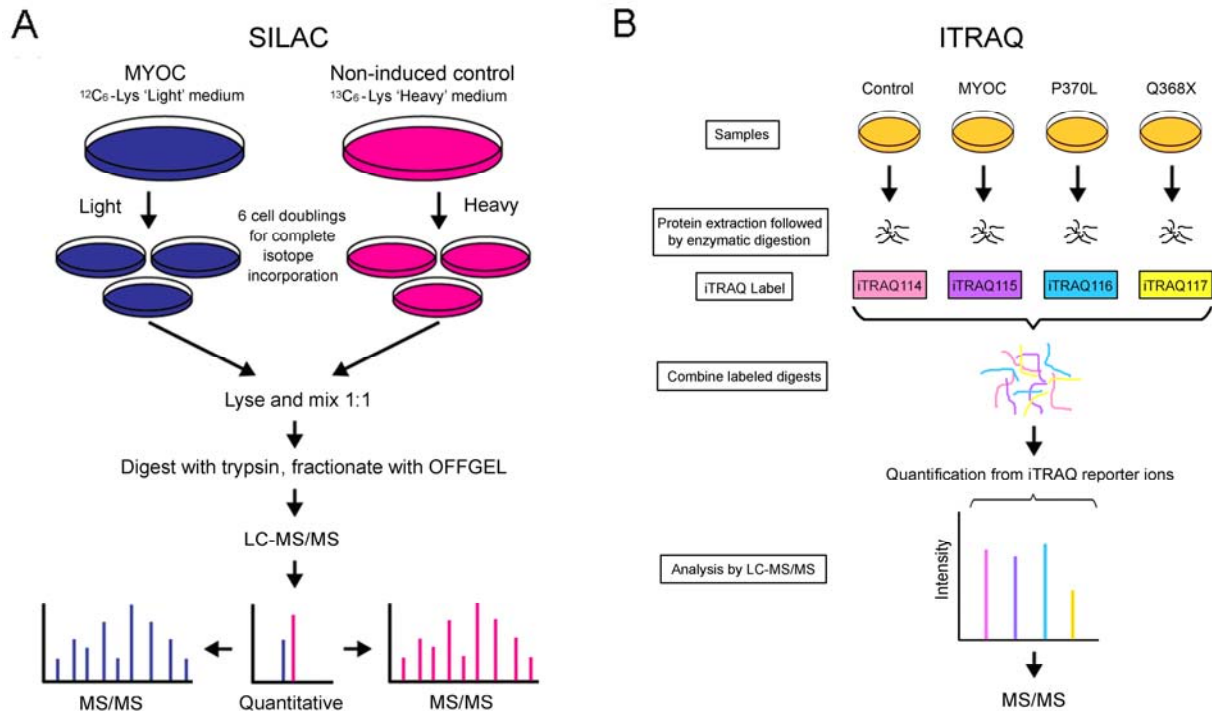 A
SILAC
MYOC
¹²C₆-Lys 'Light' medium
Non-induced control
¹³C₆-Lys 'Heavy' medium
Light
6 cell doublings
for complete
isotope
incorporation
Heavy
Lyse and mix 1:1
Digest with trypsin, fractionate with OFFGEL
LC-MS/MS
MS/MS
Quantitative
MS/MS
B
ITRAQ
Control
MYOC
P370L
Q368X
Samples
Protein extraction followed
by enzymatic digestion
iTRAQ Label
iTRAQ114
iTRAQ115
iTRAQ116
iTRAQ117
Combine labeled digests
Quantification from iTRAQ reporter ions
Analysis by LC-MS/MS
Intensity
MS/MS